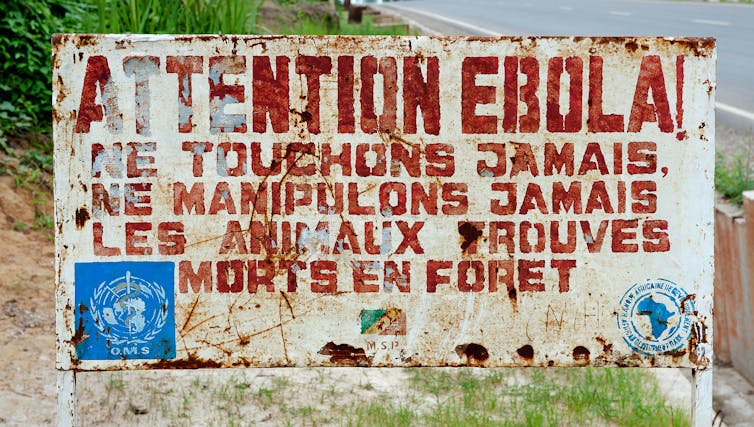 ATTENTION EBOLA!
NE TOUCHONS JAMAIS,
NE MANIPULONS JAMAIS
LES ANIMAUX TROUVES
MORTS EN FORET
O.M.S
M.S.P